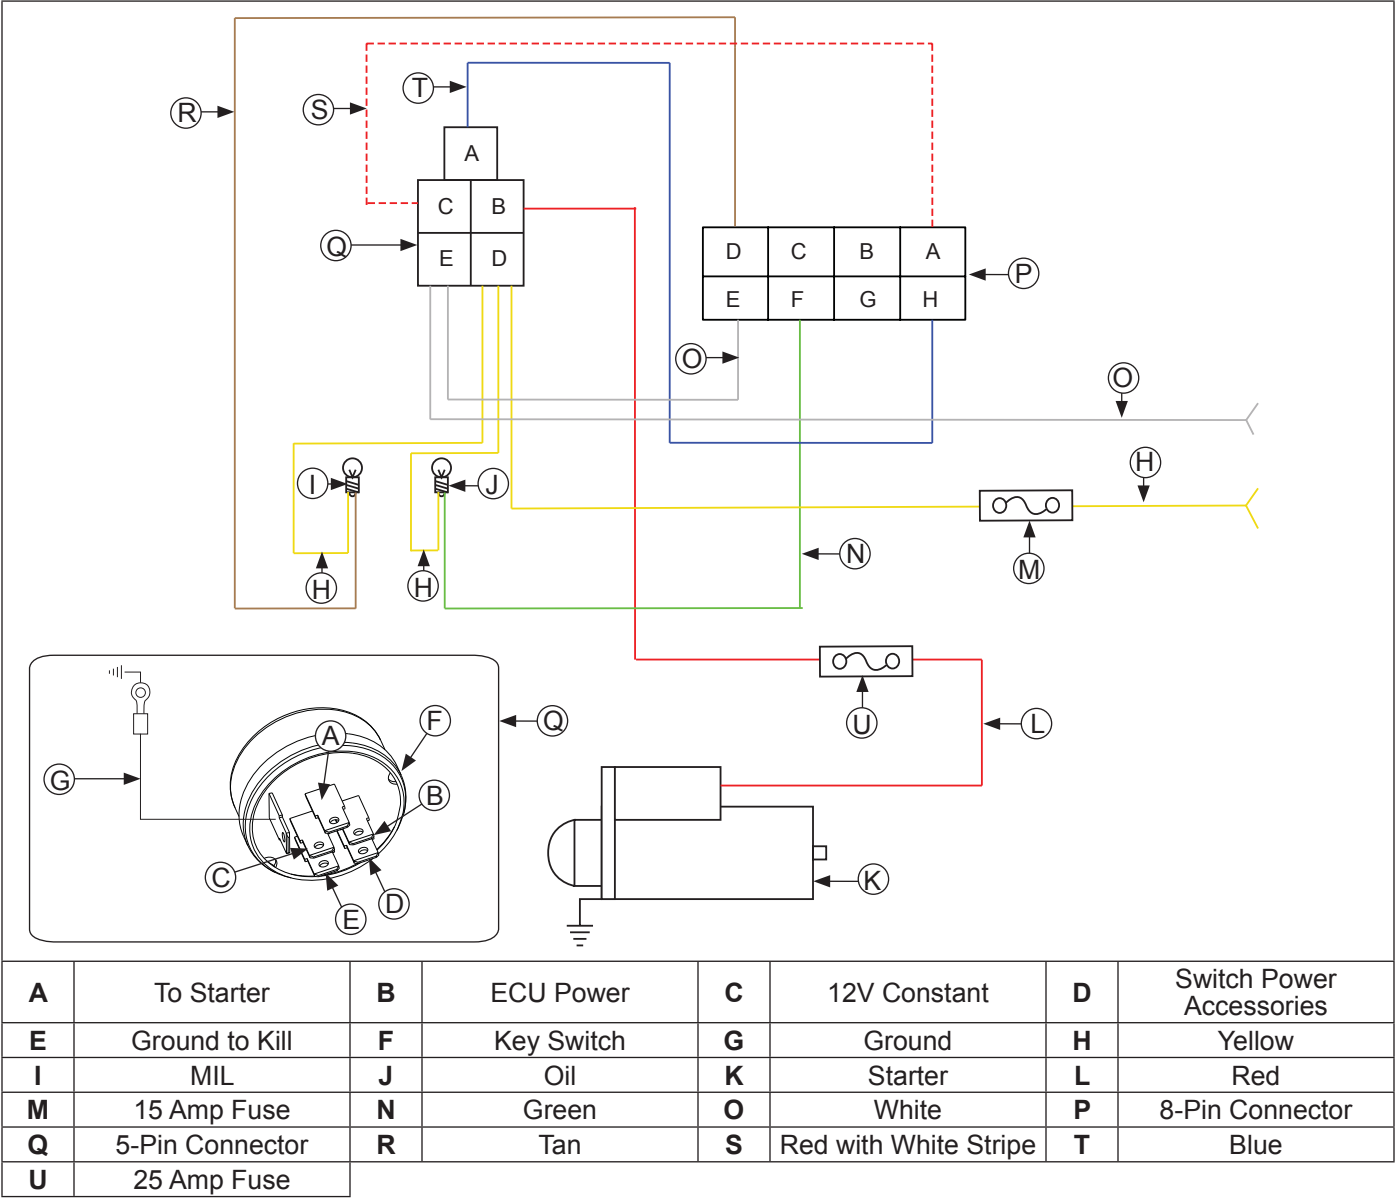 T
R
S
A
C B
Q
E D
D C B A
P
E F G H
O
O
H
I
J
N
M
H
H
U
L
Q
F
A
G
B
C
D
E
K
A To Starter B ECU Power C 12V Constant D Switch Power
Accessories
E Ground to Kill F Key Switch G Ground H Yellow
I MIL J Oil K Starter L Red
M 15 Amp Fuse N Green O White P 8-Pin Connector
Q 5-Pin Connector R Tan S Red with White Stripe T Blue
U 25 Amp Fuse